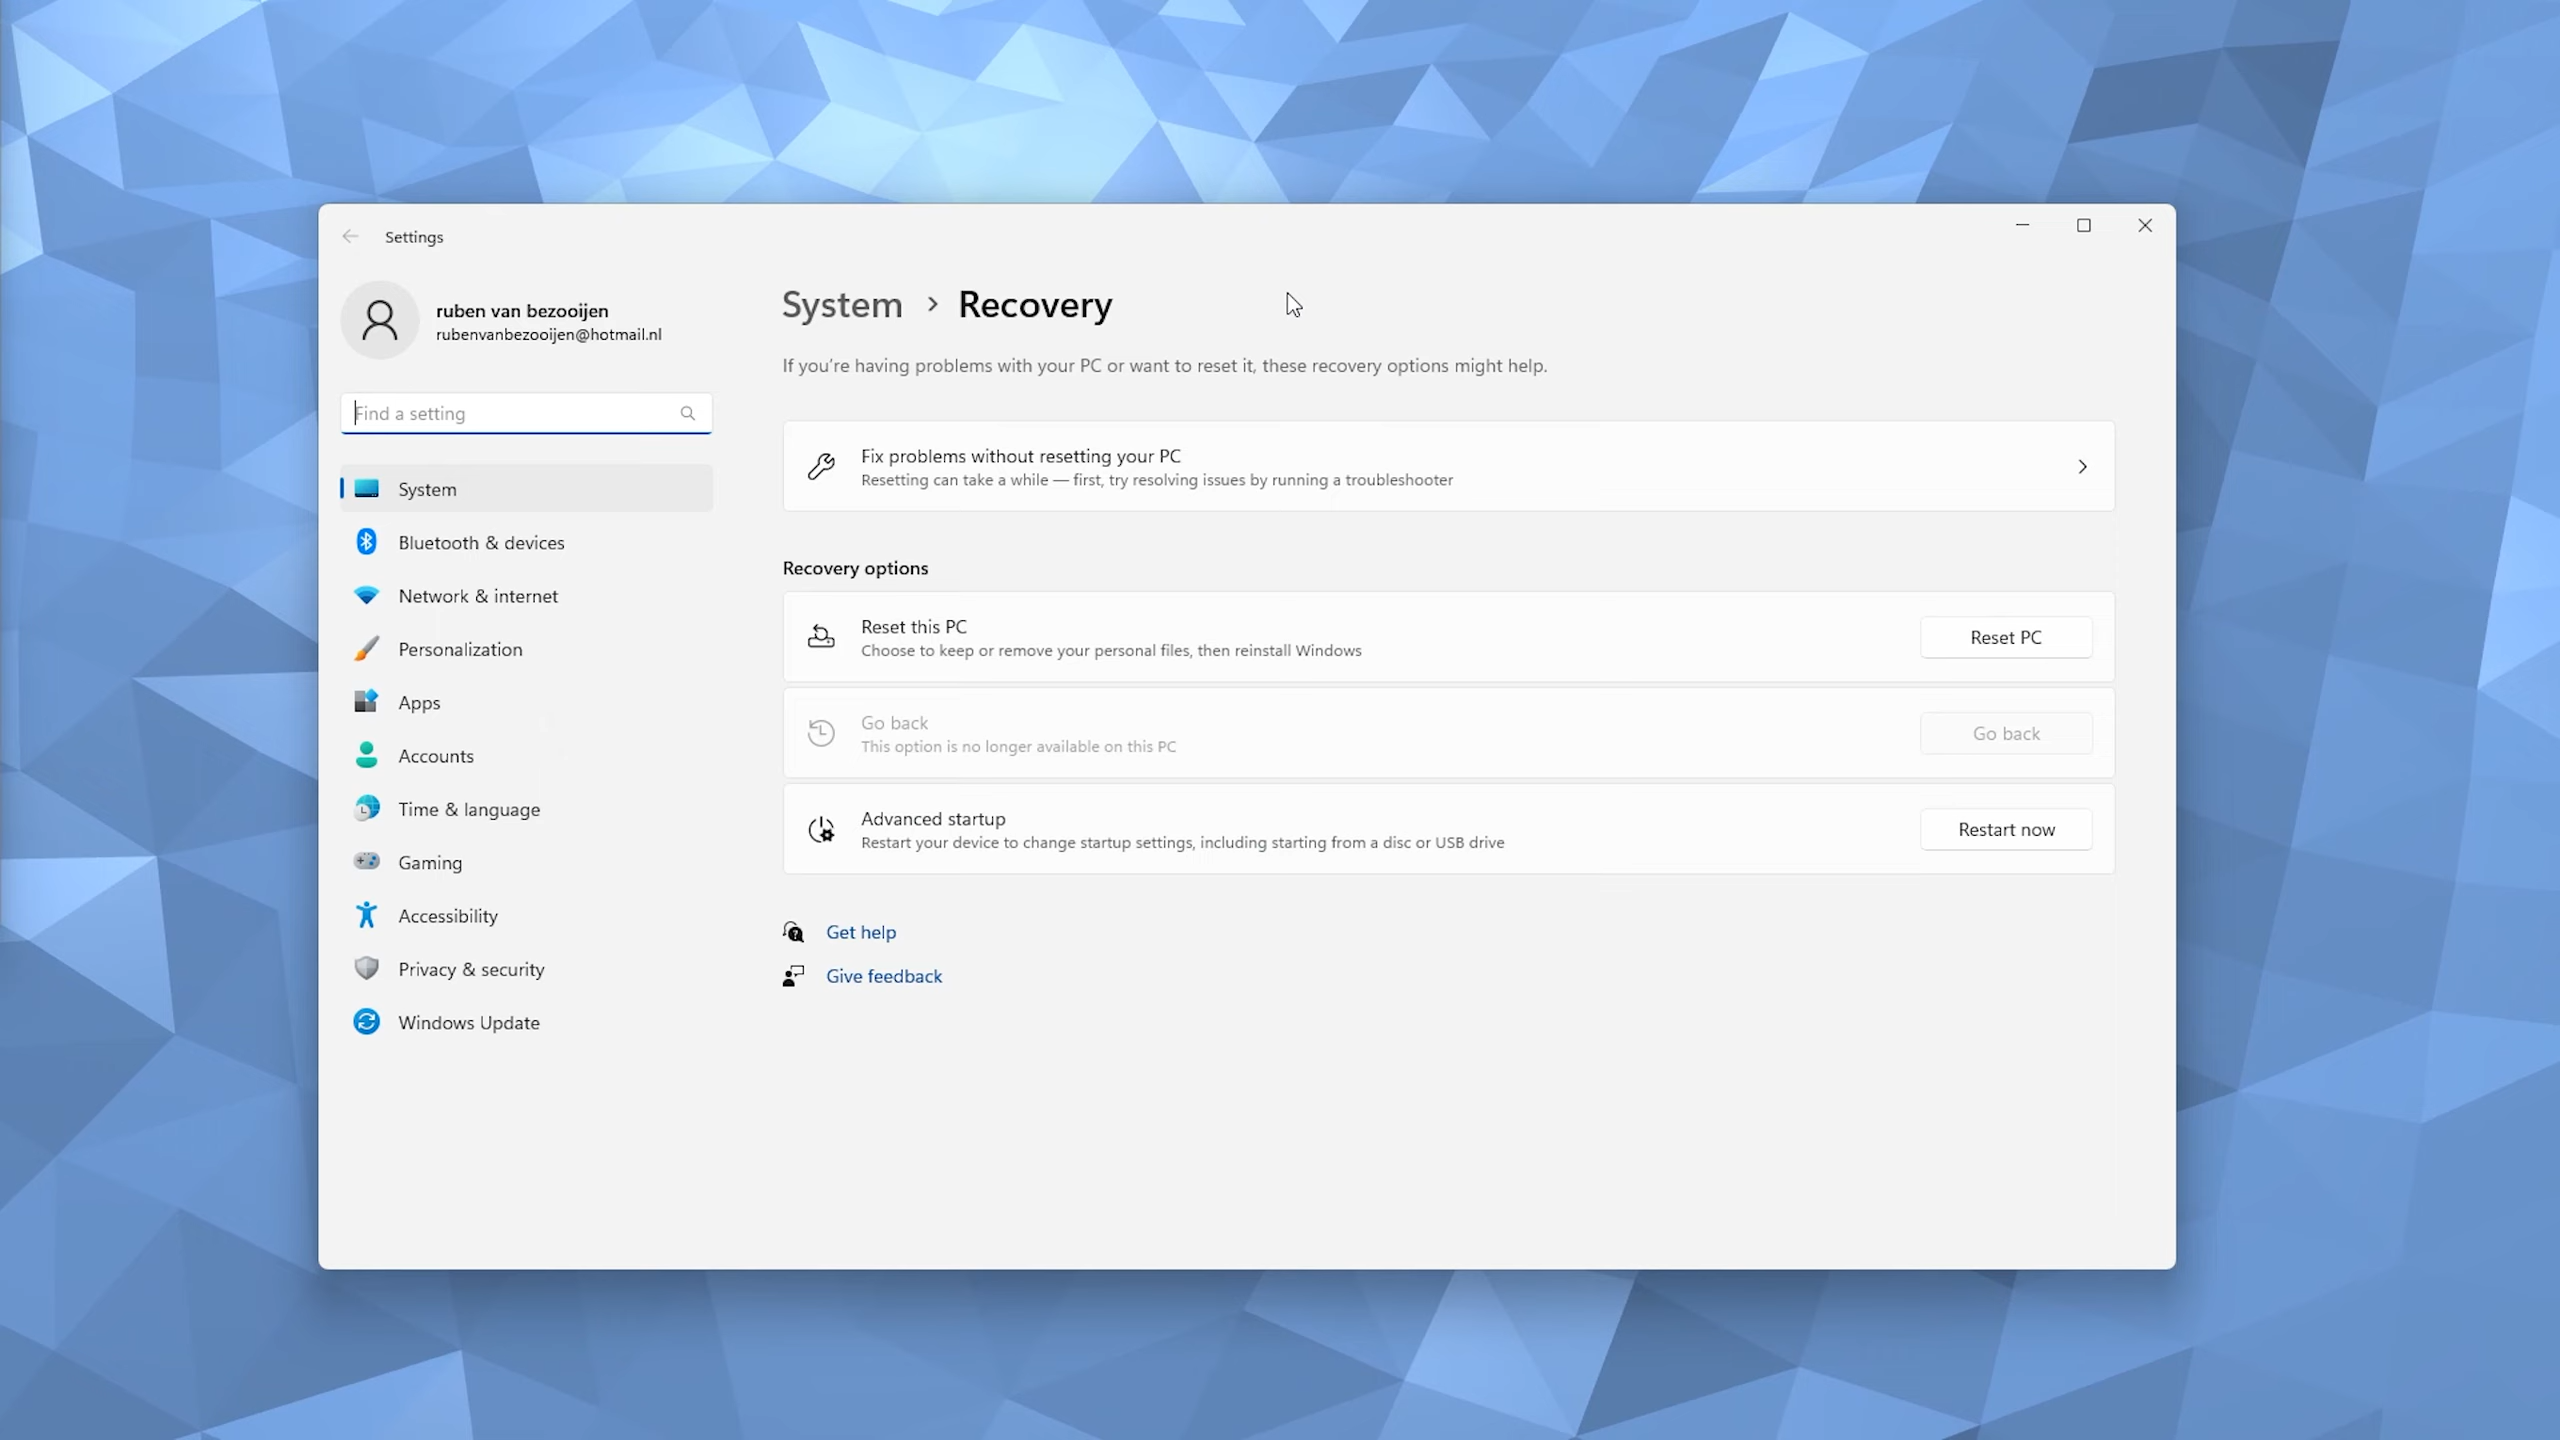 Settings
ruben van bezooijen
rubenvanbezooijen@hotmail.nl
Find a setting
System
Bluetooth & devices
Network & internet
Personalization
Apps
Accounts
Time & language
Gaming
Accessibility
Privacy & security
Windows Update
System > Recovery
If you're having problems with your PC or want to reset it, these recovery options might help.
Fix problems without resetting your PC
Resetting can take a while — first, try resolving issues by running a troubleshooter
Recovery options
Reset this PC
Choose to keep or remove your personal files, then reinstall Windows
Reset PC
Go back
This option is no longer available on this PC
Go back
Advanced startup
Restart your device to change startup settings, including starting from a disc or USB drive
Restart now
Get help
Give feedback